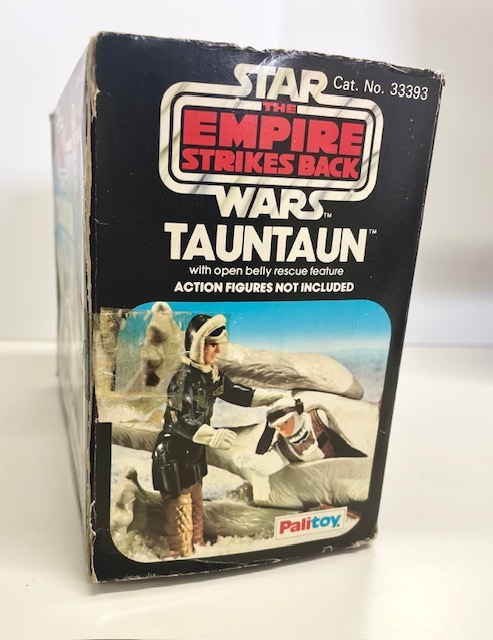 STAR
Cat. No. 33393
THE
EMPIRE
STRIKES BACK
WARS™
TAUNTAUN™
with open belly rescue feature
ACTION FIGURES NOT INCLUDED
Palitoy